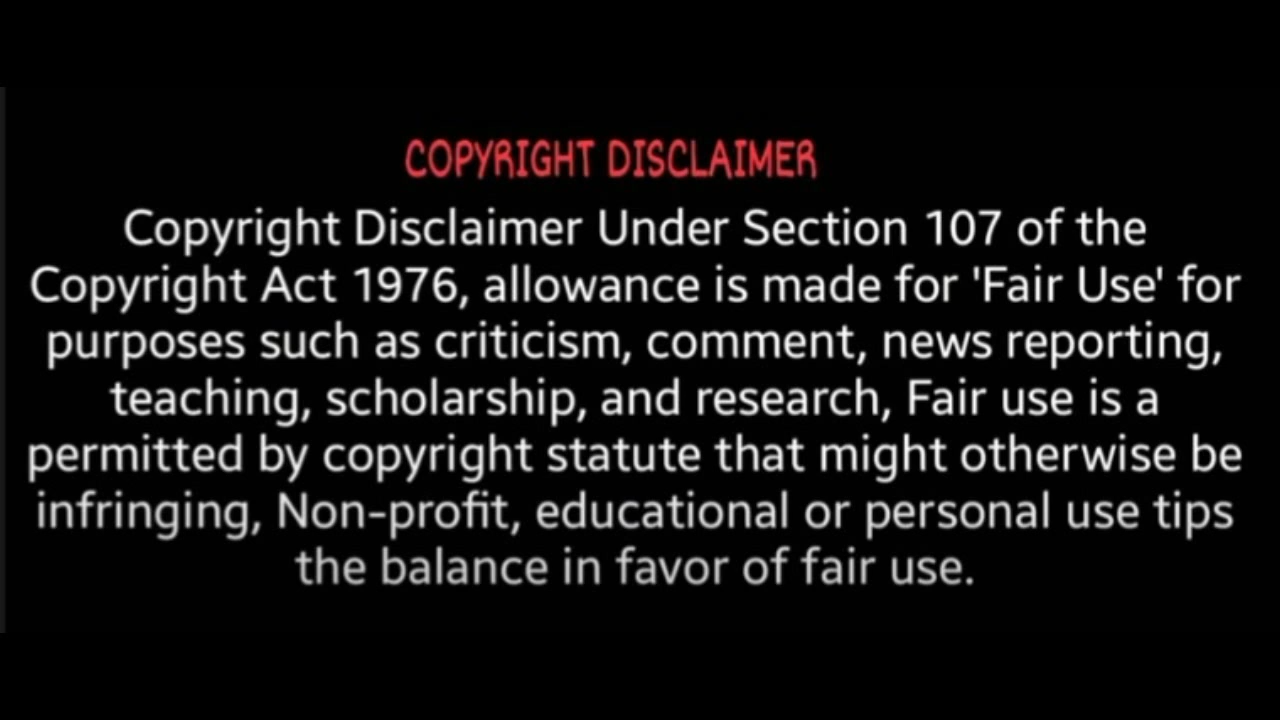 COPYRIGHT DISCLAIMER
Copyright Disclaimer Under Section 107 of the
Copyright Act 1976, allowance is made for 'Fair Use' for
purposes such as criticism, comment, news reporting,
teaching, scholarship, and research, Fair use is a
permitted by copyright statute that might otherwise be
infringing, Non-profit, educational or personal use tips
the balance in favor of fair use.